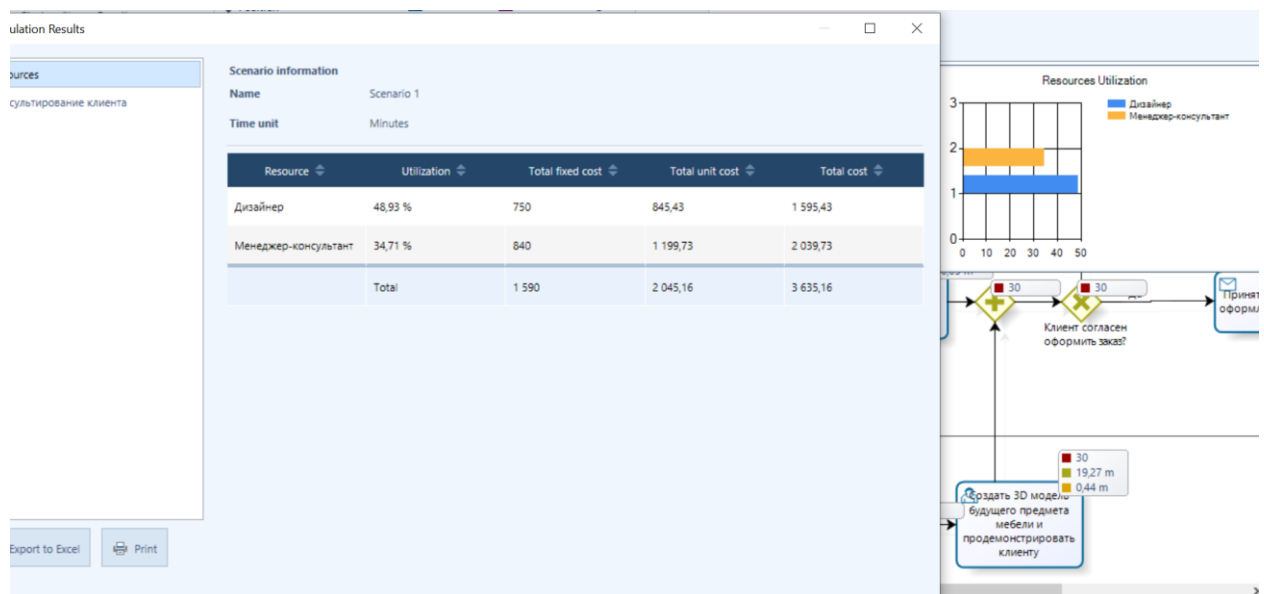 ulation Results
ources
сультирование клиента
Scenario information
Name Scenario 1
Time unit Minutes
Resource Utilization Total fixed cost Total unit cost Total cost
Дизайнер 48,93 % 750 845,43 1 595,43
Менеджер-консультант 34,71 % 840 1 199,73 2 039,73
Total 1 590 2 045,16 3 635,16
Export to Excel
Print
Resources Utilization
3
2
1
0
0 10 20 30 40 50
Дизайнер
Менеджер-консультант
30
30
Клиент согласен
оформить заказ?
Принят
оформл
30
19,27 m
0,44 m
Создать 3D модель
будущего предмета
мебели и
продемонстрировать
клиенту